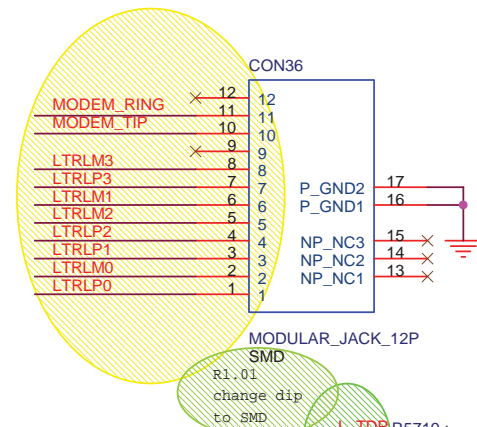 CON36
12 12
MODEM_RING 11 11
MODEM_TIP 10 10
9 9
LTRLM3 8 8
LTRLP3 7 7 P_GND2 17
LTRLM1 6 6 P_GND1 16
LTRLM2 5 5
LTRLP2 4 4 NP_NC3 15
LTRLP1 3 3 NP_NC2 14
LTRLM0 2 2 NP_NC1 13
LTRLP0 1 1
MODULAR_JACK_12P
SMD
R1.01
change dip
to SMD